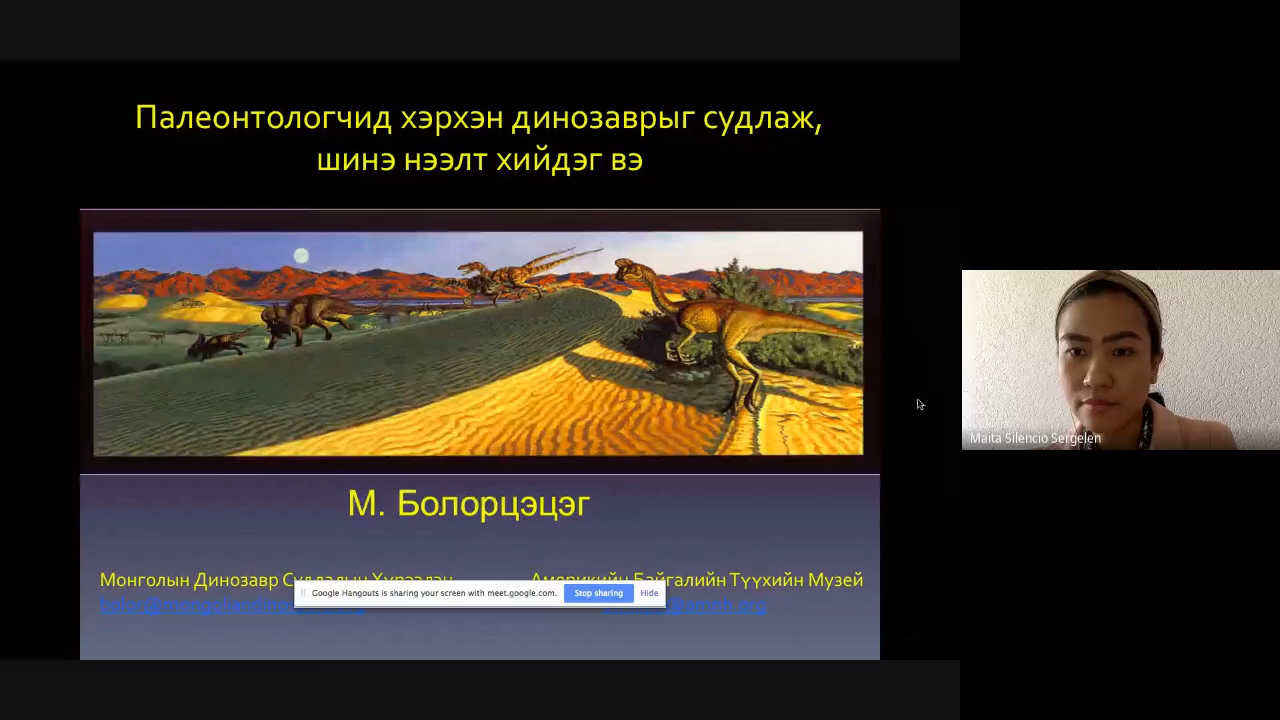 Палеонтологчид хэрхэн динозаврыг судлаж,
шинэ нээлт хийдэг вэ
М. Болорцэцэг
Монголын Динозавр
Байгалийн Түүхийн Музей
Google Hangouts is sharing your screen with meet.google.com. Stop sharing Hide
Maita Silencio Sergelen